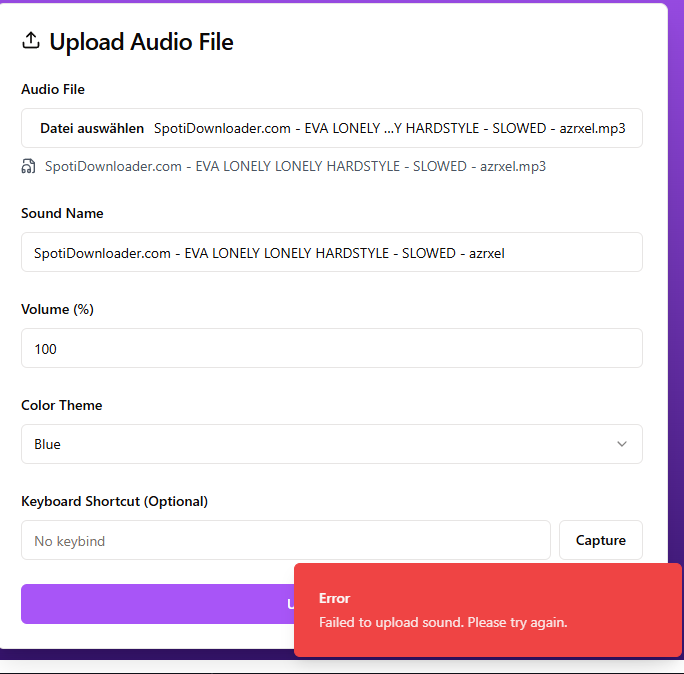 Upload Audio File
Audio File
Datei auswählen SpotiDownloader.com - EVA LONELY ...Y HARDSTYLE - SLOWED - azrxel.mp3
SpotiDownloader.com - EVA LONELY LONELY HARDSTYLE - SLOWED - azrxel.mp3
Sound Name
SpotiDownloader.com - EVA LONELY LONELY HARDSTYLE - SLOWED - azrxel
Volume (%)
100
Color Theme
Blue
Keyboard Shortcut (Optional)
No keybind
Capture
Error
Failed to upload sound. Please try again.